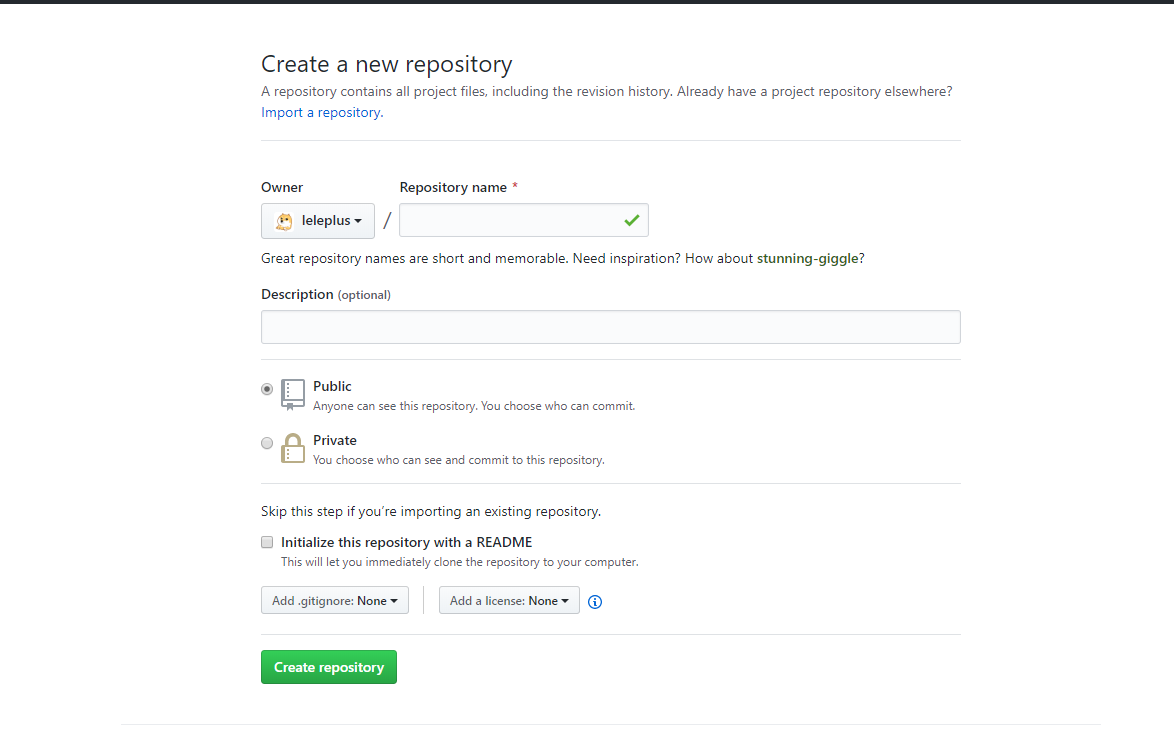 Create a new repository
A repository contains all project files, including the revision history. Already have a project repository elsewhere?
Import a repository.
Owner Repository name *
leleplus /
Great repository names are short and memorable. Need inspiration? How about stunning-giggle?
Description (optional)
Public
Anyone can see this repository. You choose who can commit.
Private
You choose who can see and commit to this repository.
Skip this step if you’re importing an existing repository.
Initialize this repository with a README
This will let you immediately clone the repository to your computer.
Add .gitignore: None Add a license: None
Create repository